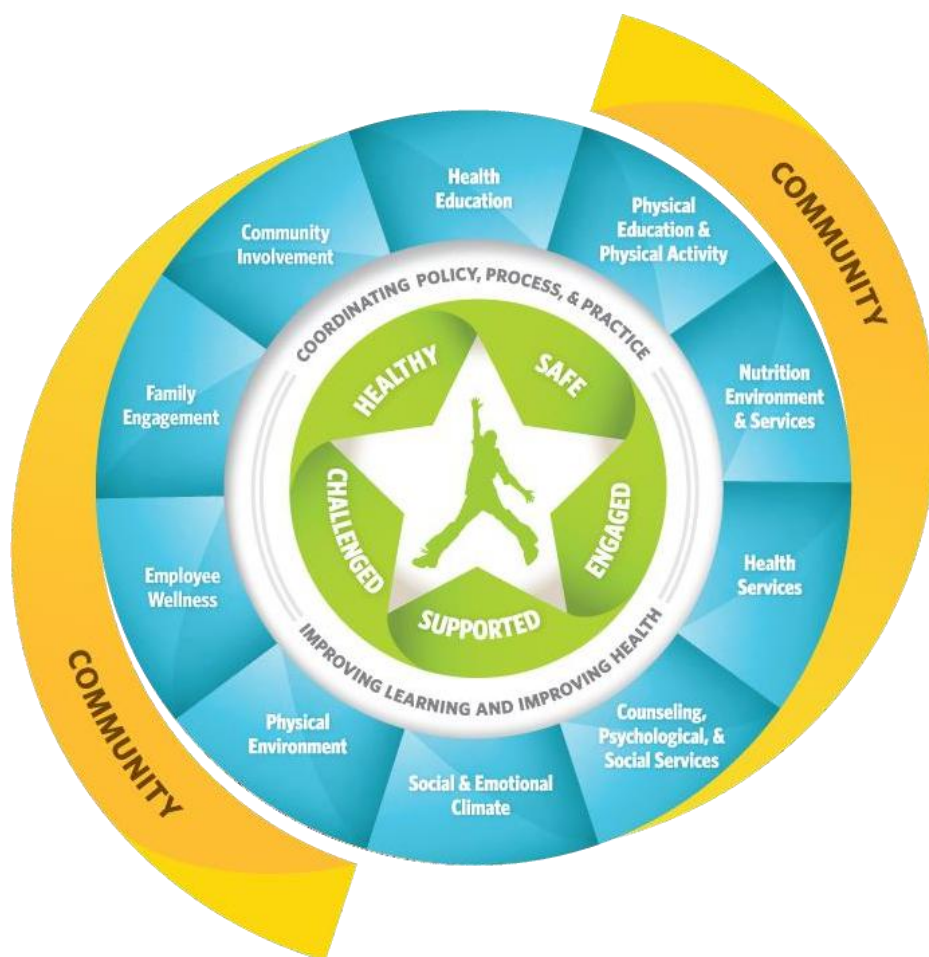 COMMUNITY
Health
Education
Physical
Education &
Physical Activity
Community
Involvement
COORDINATING POLICY, PROCESS, & PRACTICE
HEALTHY
SAFE
Nutrition
Environment
& Services
Family
Engagement
CHALLENGED
ENGAGED
Health
Services
Employee
Wellness
SUPPORTED
IMPROVING LEARNING AND IMPROVING HEALTH
Counseling,
Psychological, &
Social Services
Physical
Environment
Social & Emotional
Climate
COMMUNITY